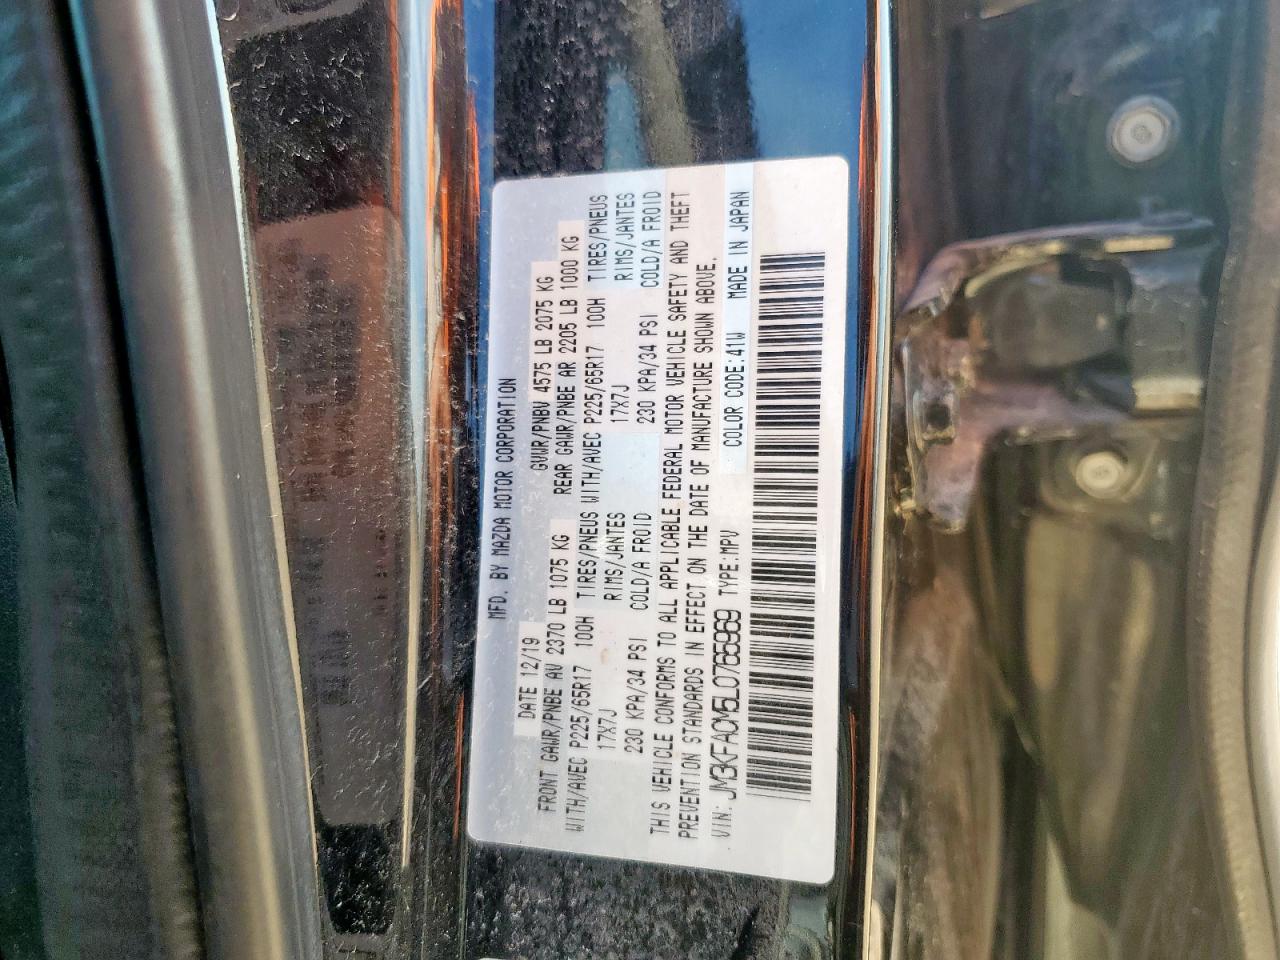 MFD. BY MAZDA MOTOR CORPORATION
DATE 12/19 GVWR/PNBV 4575 LB 2075 KG
FRONT GAWR/PNBE AV 2370 LB 1075 KG REAR GAWR/PNBE AR 2205 LB 1000 KG
WITH/AVEC P225/65R17 100H TIRES/PNEUS WITH/AVEC P225/65R17 100H TIRES/PNEUS
17X7J RIMS/JANTES 17X7J RIMS/JANTES
230 KPA/34 PSI COLD/A FROID 230 KPA/34 PSI COLD/A FROID
THIS VEHICLE CONFORMS TO ALL APPLICABLE FEDERAL MOTOR VEHICLE SAFETY AND THEFT
PREVENTION STANDARDS IN EFFECT ON THE DATE OF MANUFACTURE SHOWN ABOVE.
VIN: TYPE:MPV COLOR CODE:41W MADE IN JAPAN